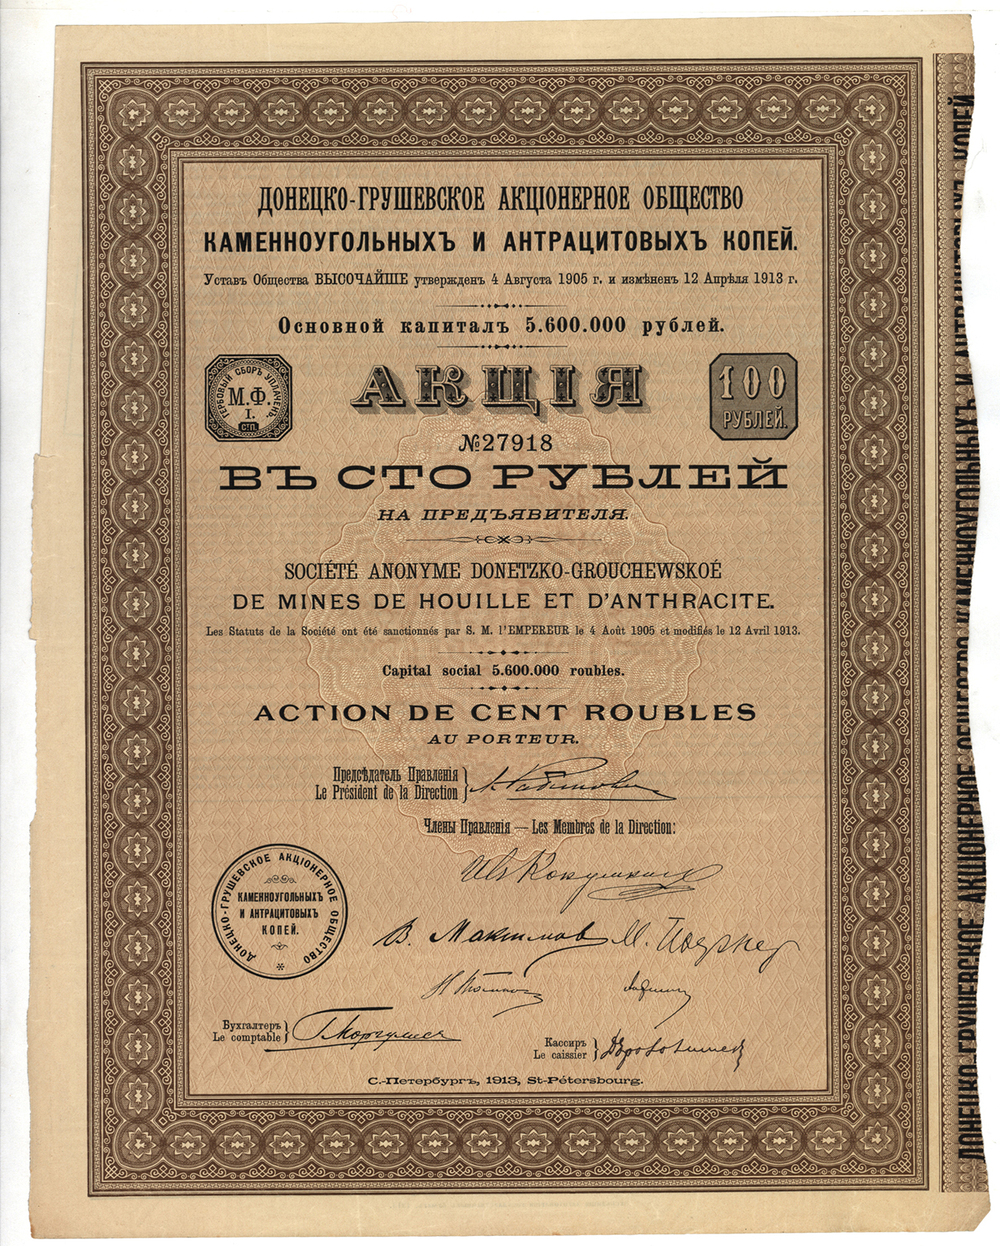 ДОНЕЦКО-ГРУШЕВСКОЕ АКЦІОНЕРНОЕ ОБЩЕСТВО
КАМЕННОУГОЛЬНЫХЪ И АНТРАЦИТОВЫХЪ КОПЕЙ.
Уставъ Общества ВЫСОЧАЙШЕ утвержденъ 4 Августа 1905 г. и измѣненъ 12 Апрѣля 1913 г.
Основной капиталъ 5.600.000 рублей.
ГЕРБОВЫЙ СБОРЪ УПЛАЧЕНЪ.
М.Ф.
I.
СТП.
АКЦІЯ
100
РУБЛЕЙ.
№27918
ВЪ СТО РУБЛЕЙ
НА ПРЕДЪЯВИТЕЛЯ.
SOCIÉTÉ ANONYME DONETZKO-GROUCHEWSKOÉ
DE MINES DE HOUILLE ET D'ANTHRACITE.
Les Statuts de la Société ont été sanctionnés par S. M. l'EMPEREUR le 4 Août 1905 et modifiés le 12 Avril 1913.
Capital social 5.600.000 roubles.
ACTION DE CENT ROUBLES
AU PORTEUR.
Предсѣдатель Правленія
Le Président de la Direction
Члены Правленія — Les Membres de la Direction:
ДОНЕЦКО-ГРУШЕВСКОЕ АКЦІОНЕРНОЕ ОБЩЕСТВО
КАМЕННОУГОЛЬНЫХЪ
И АНТРАЦИТОВЫХЪ
КОПЕЙ.
В. Максимов
Бухгалтеръ
Le comptable
Кассиръ
Le caissier
С.-Петербургъ, 1913, St-Pétersbourg.
ДОНЕЦКО-ГРУШЕВСКОЕ АКЦІОНЕРНОЕ ОБЩЕСТВО КАМЕННОУГОЛЬНЫХЪ И АНТРАЦИТОВЫХЪ КОПЕЙ